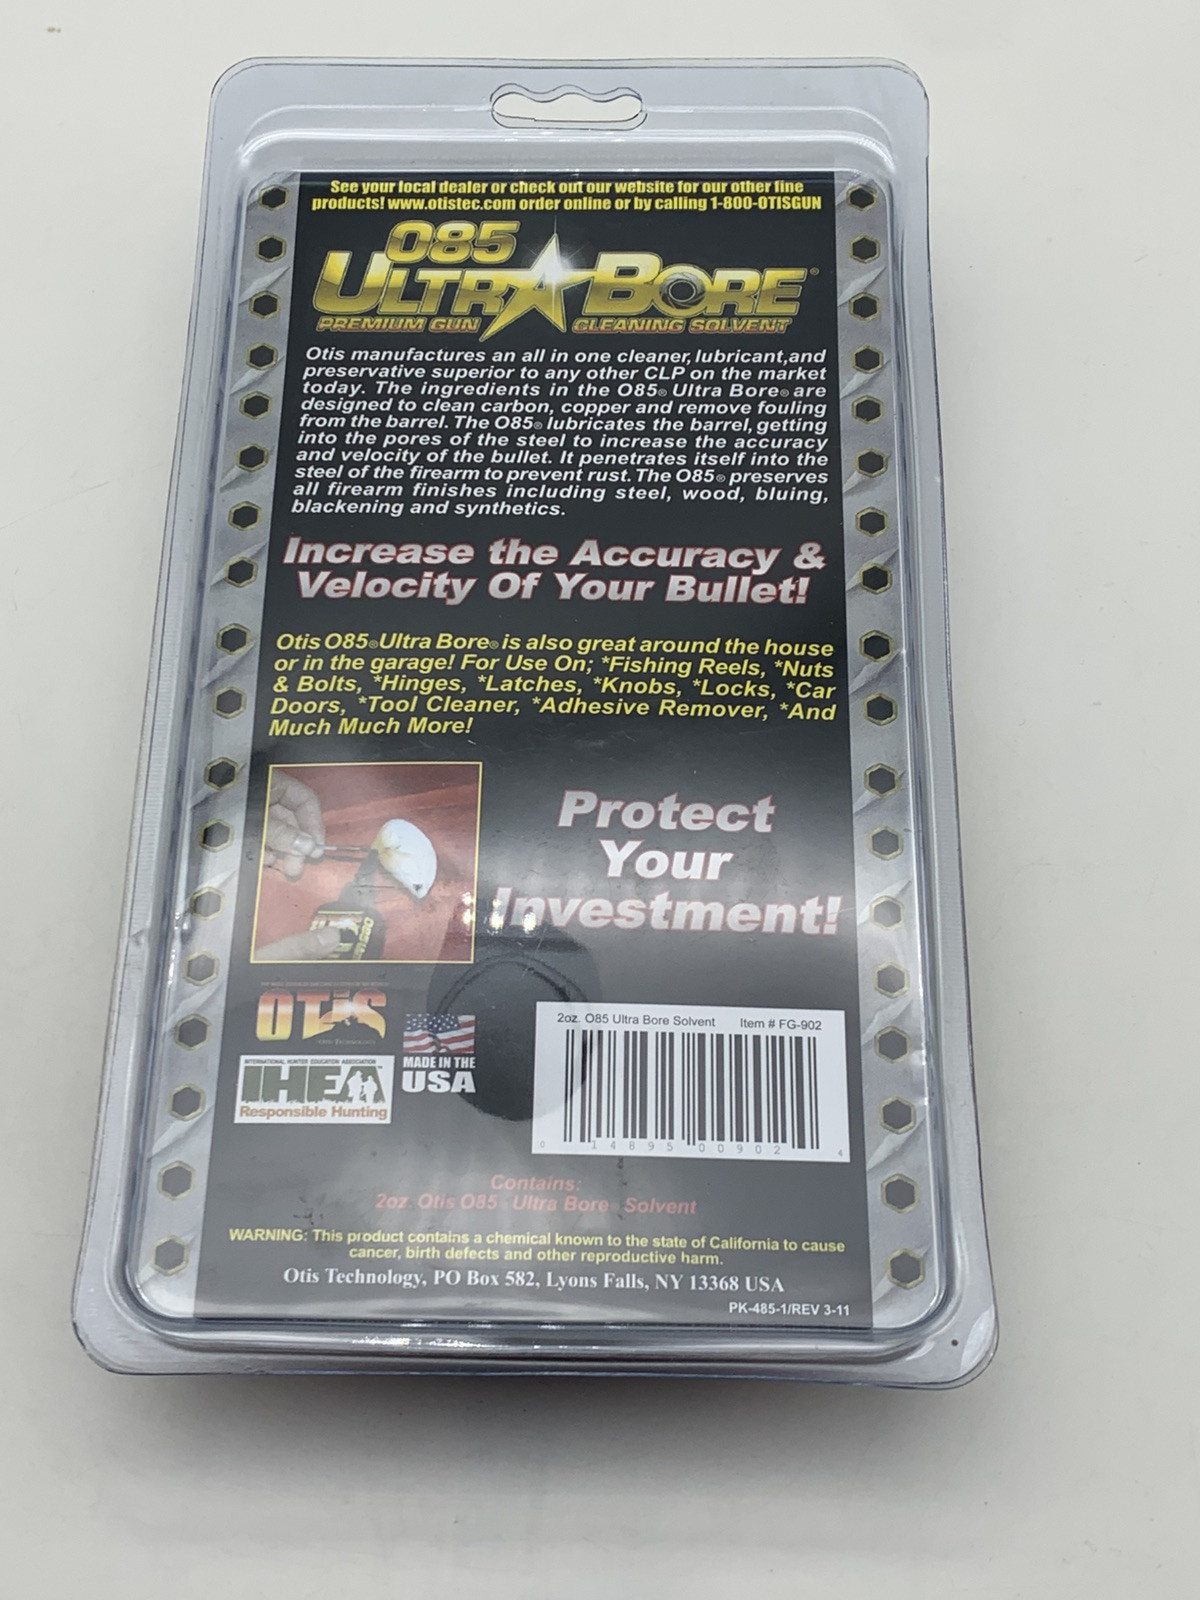 See your local dealer or check out our website for our other fine
products! www.otistec.com order online or by calling 1-800-OTISGUN
O85
ULTRA BORE®
PREMIUM GUN CLEANING SOLVENT
Otis manufactures an all in one cleaner, lubricant,and
preservative superior to any other CLP on the market
today. The ingredients in the O85® Ultra Bore® are
designed to clean carbon, copper and remove fouling
from the barrel. The O85® lubricates the barrel, getting
into the pores of the steel to increase the accuracy
and velocity of the bullet. It penetrates itself into the
steel of the firearm to prevent rust. The O85® preserves
all firearm finishes including steel, wood, bluing,
blackening and synthetics.
Increase the Accuracy &
Velocity Of Your Bullet!
Otis O85® Ultra Bore® is also great around the house
or in the garage! For Use On; *Fishing Reels, *Nuts
& Bolts, *Hinges, *Latches, *Knobs, *Locks, *Car
Doors, *Tool Cleaner, *Adhesive Remover, *And
Much Much More!
Protect
Your
Investment!
O85
OTIS
MADE IN THE
USA
INTERNATIONAL HUNTER EDUCATION ASSOCIATION
IHEA™
Responsible Hunting
2oz. O85 Ultra Bore Solvent Item # FG-902
0 14895 00902 4
Contains:
2oz. Otis O85® Ultra Bore® Solvent
WARNING: This product contains a chemical known to the state of California to cause
cancer, birth defects and other reproductive harm.
Otis Technology, PO Box 582, Lyons Falls, NY 13368 USA
PK-485-1/REV 3-11